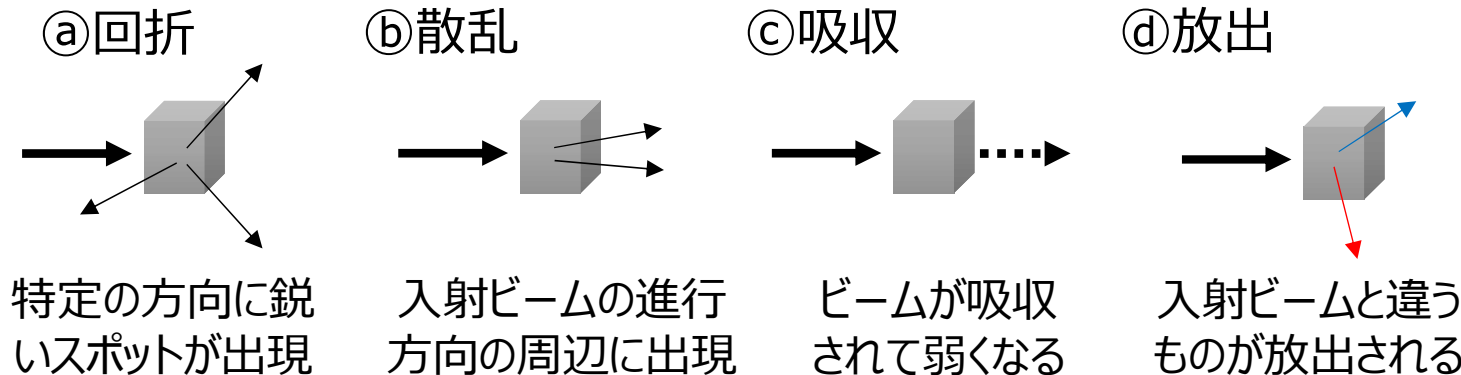 ⓐ回折
特定の方向に鋭
いスポットが出現
ⓑ散乱
入射ビームの進行
方向の周辺に出現
ⓒ吸収
ビームが吸収
されて弱くなる
ⓓ放出
入射ビームと違う
ものが放出される